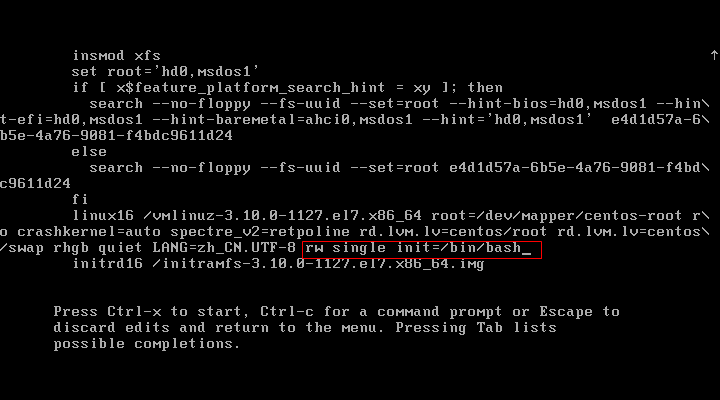 insmod xfs
set root='hd0,msdos1'
if [ x$feature_platform_search_hint = xy ]; then
search --no-floppy --fs-uuid --set=root --hint-bios=hd0,msdos1 --hin\
t-efi=hd0,msdos1 --hint-baremetal=ahci0,msdos1 --hint='hd0,msdos1'  e4d1d57a-6\
b5e-4a76-9081-f4bdc9611d24
else
search --no-floppy --fs-uuid --set=root e4d1d57a-6b5e-4a76-9081-f4bd\
c9611d24
fi
linux16 /vmlinuz-3.10.0-1127.el7.x86_64 root=/dev/mapper/centos-root r\
o crashkernel=auto spectre_v2=retpoline rd.lvm.lv=centos/root rd.lvm.lv=centos\
/swap rhgb quiet LANG=zh_CN.UTF-8 rw single init=/bin/bash_
initrd16 /initramfs-3.10.0-1127.el7.x86_64.img
Press Ctrl-x to start, Ctrl-c for a command prompt or Escape to
discard edits and return to the menu. Pressing Tab lists
possible completions.